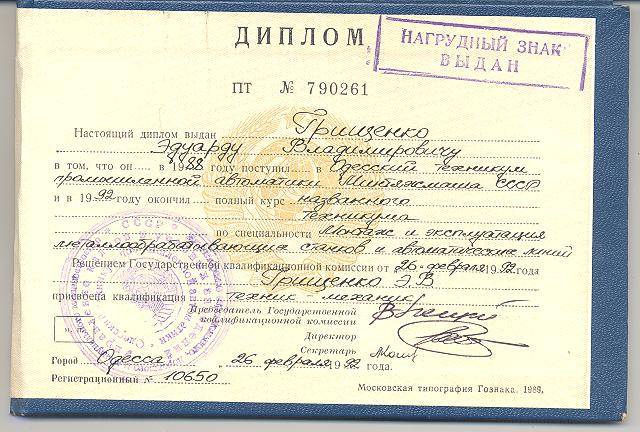 ДИПЛОМ
НАГРУДНЫЙ ЗНАК
ВЫДАН
ПТ № 790261
Настоящий диплом выдан Грищенко
Эдуарду Владимировичу
в том, что он в 1988 году поступил в Одесский техникум
промышленной автоматики Минтяжмаша СССР
и в 1992 году окончил полный курс названного
техникума
по специальности Монтаж и эксплуатация
металлообрабатывающих станков и автоматических линий
Решением Государственной квалификационной комиссии от 26 февраля 1992 года
Грищенко Э.В
присвоена квалификация техник-механик
Председатель Государственной
квалификационной комиссии
Директор
Секретарь
Город Одесса, 26 февраля 1992 года.
Регистрационный № 10650
Московская типография Гознака. 1988.